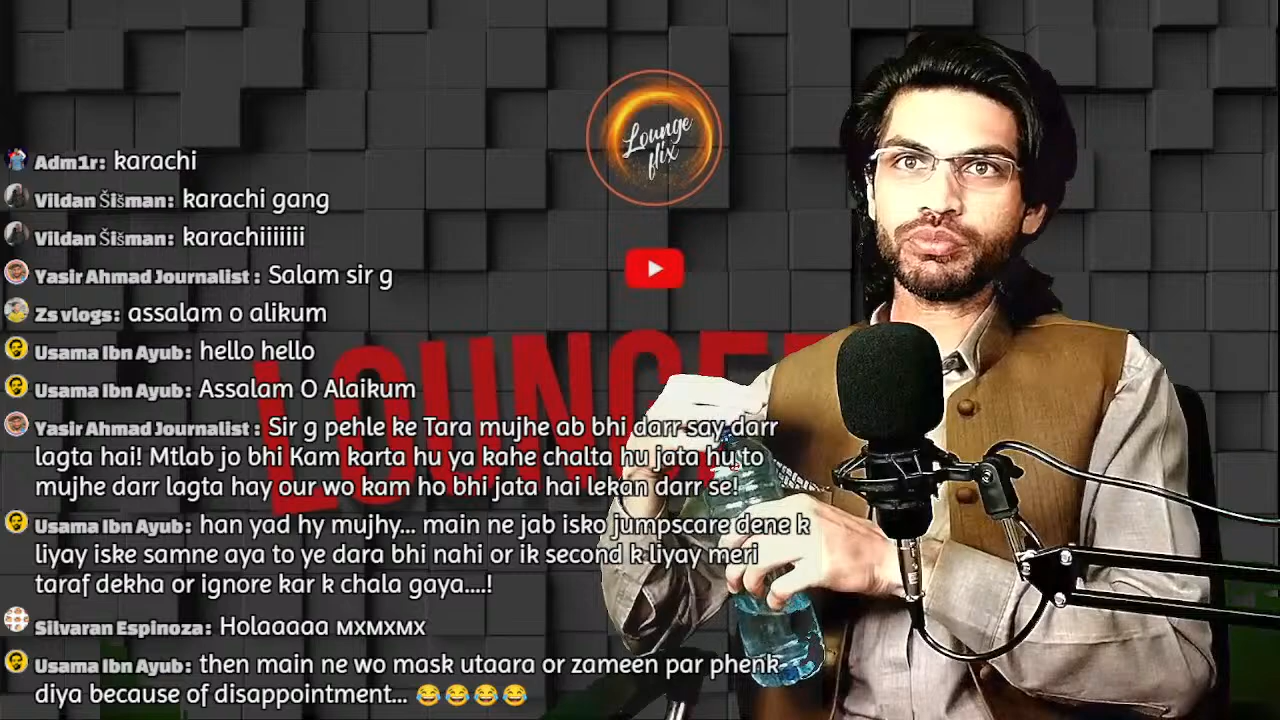 Lounge
flix
Adm1r: karachi
Vildan Šišman: karachi gang
Vildan Šišman: karachiiiiiii
Yasir Ahmad Journalist : Salam sir g
Zs vlogs: assalam o alikum
Usama Ibn Ayub: hello hello
Usama Ibn Ayub: Assalam O Alaikum
Yasir Ahmad Journalist : Sir g pehle ke Tara mujhe ab bhi darr say darr
lagta hai! Mtlab jo bhi Kam karta hu ya kahe chalta hu jata hu to
mujhe darr lagta hay our wo kam ho bhi jata hai lekan darr se!
Usama Ibn Ayub: han yad hy mujhy... main ne jab isko jumpscare dene k
liyay iske samne aya to ye dara bhi nahi or ik second k liyay meri
taraf dekha or ignore kar k chala gaya....!
Silvaran Espinoza: Holaaaaa мxмxмx
Usama Ibn Ayub: then main ne wo mask utaara or zameen par phenk
diya because of disappointment... 😂😂😂😂